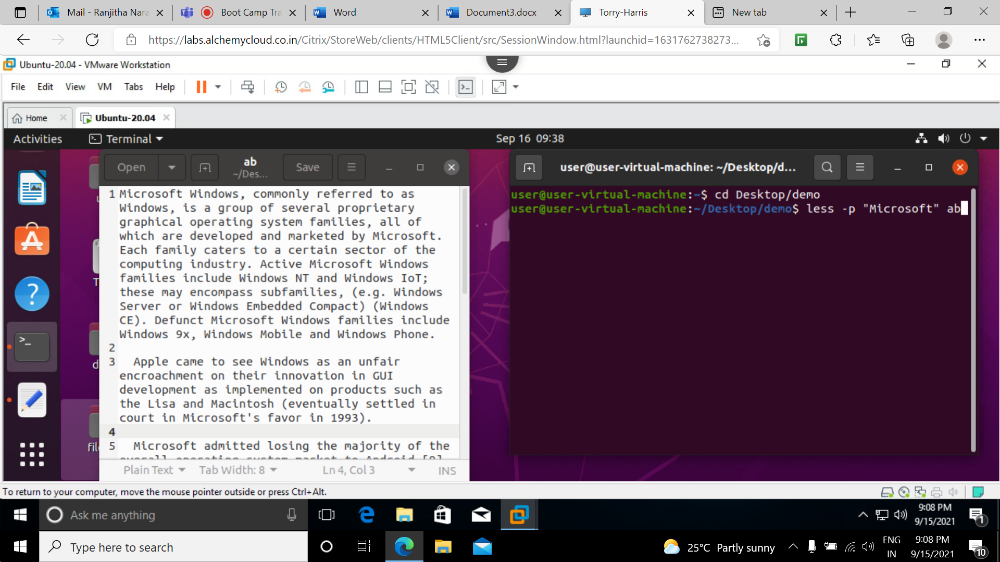 Mail - Ranjitha Nara
Boot Camp Tra
Word
Document3.docx
Torry-Harris
New tab
https://labs.alchemycloud.co.in/Citrix/StoreWeb/clients/HTML5Client/src/SessionWindow.html?launchid=1631762738273...
Ubuntu-20.04 - VMware Workstation
File Edit View VM Tabs Help
Home
Ubuntu-20.04
Activities
Terminal
Sep 16 09:38
Open
ab
~/Des...
Save
user@user-virtual-machine: ~/Desktop/d...
1 Microsoft Windows, commonly referred to as
Windows, is a group of several proprietary
graphical operating system families, all of
which are developed and marketed by Microsoft.
Each family caters to a certain sector of the
computing industry. Active Microsoft Windows
families include Windows NT and Windows IoT;
these may encompass subfamilies, (e.g. Windows
Server or Windows Embedded Compact) (Windows
CE). Defunct Microsoft Windows families include
Windows 9x, Windows Mobile and Windows Phone.
2
3 Apple came to see Windows as an unfair
encroachment on their innovation in GUI
development as implemented on products such as
the Lisa and Macintosh (eventually settled in
court in Microsoft's favor in 1993).
4
5 Microsoft admitted losing the majority of the
overall operating system market to Android,[9]
Plain Text
Tab Width: 8
Ln 4, Col 3
INS
user@user-virtual-machine:~$ cd Desktop/demo
user@user-virtual-machine:~/Desktop/demo$ less -p "Microsoft" ab
To return to your computer, move the mouse pointer outside or press Ctrl+Alt.
Ask me anything
9:08 PM
9/15/2021
1
Type here to search
25°C Partly sunny
ENG
IN
9:08 PM
9/15/2021
10